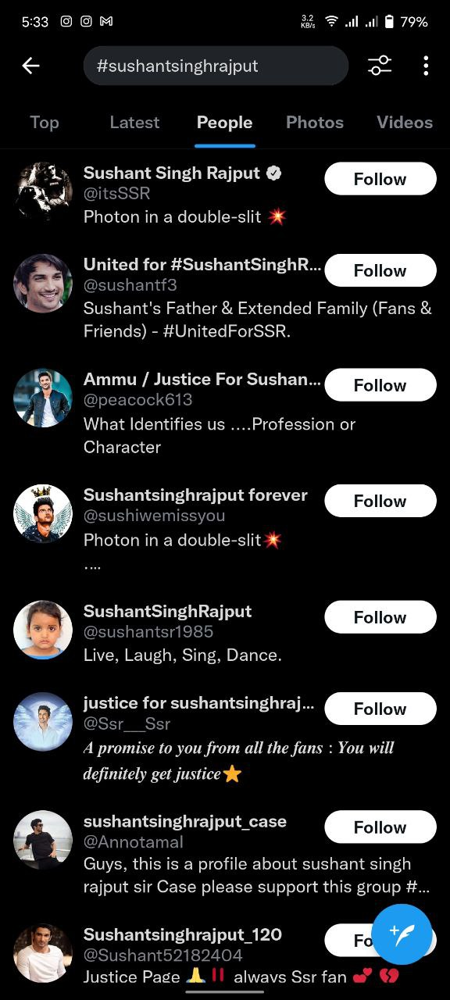 5:33 3.2 KB/s 79%
#sushantsinghrajput
Top Latest People Photos Videos
Sushant Singh Rajput
Follow
@itsSSR
Photon in a double-slit 💥
United for #SushantSinghR...
Follow
@sushantf3
Sushant's Father & Extended Family (Fans &
Friends) - #UnitedForSSR.
Ammu / Justice For Sushan...
Follow
@peacock613
What Identifies us ....Profession or
Character
Sushantsinghrajput forever
Follow
@sushiwemissyou
Photon in a double-slit💥
....
SushantSinghRajput
Follow
@sushantsr1985
Live, Laugh, Sing, Dance.
justice for sushantsinghraj...
Follow
@Ssr___Ssr
𝑨 𝒑𝒓𝒐𝒎𝒊𝒔𝒆 𝒕𝒐 𝒚𝒐𝒖 𝒇𝒓𝒐𝒎 𝒂𝒍𝒍 𝒕𝒉𝒆 𝒇𝒂𝒏𝒔 : 𝒀𝒐𝒖 𝒘𝒊𝒍𝒍
𝒅𝒆𝒇𝒊𝒏𝒊𝒕𝒆𝒍𝒚 𝒈𝒆𝒕 𝒋𝒖𝒔𝒕𝒊𝒄𝒆⭐
sushantsinghrajput_case
Follow
@Annotamal
Guys, this is a profile about sushant singh
rajput sir Case please support this group #...
Sushantsinghrajput_120
Fo
@Sushant52182404
Justice Page 🙏‼️ always Ssr fan 💕💔